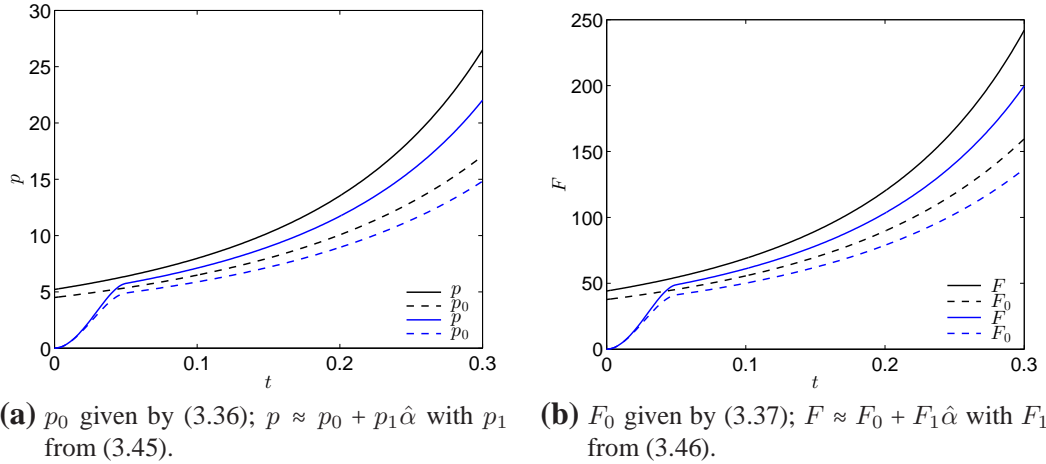 30
25
20
15
10
5
0
p
0
0.1
0.2
0.3
t
p
p₀
p
p₀
250
200
150
100
50
0
F
0
0.1
0.2
0.3
t
F
F₀
F
F₀
(a) p₀ given by (3.36); p ≈ p₀ + p₁α̂ with p₁
from (3.45).
(b) F₀ given by (3.37); F ≈ F₀ + F₁α̂ with F₁
from (3.46).